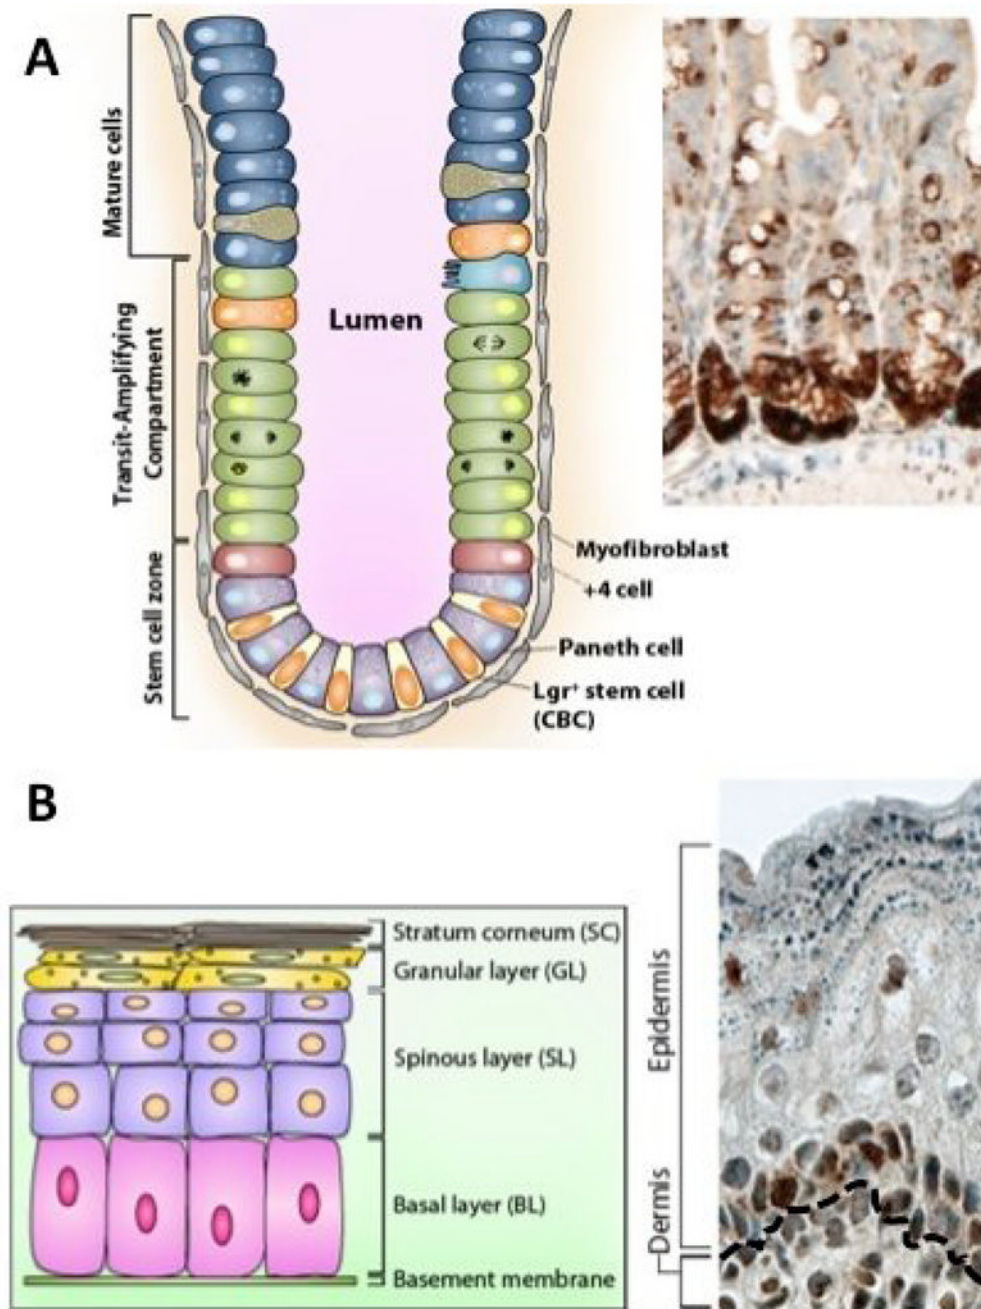 A
Mature cells
Transit-Amplifying
Compartment
Stem cell zone
Lumen
Myofibroblast
+4 cell
Paneth cell
Lgr⁺ stem cell
(CBC)
B
Stratum corneum (SC)
Granular layer (GL)
Spinous layer (SL)
Basal layer (BL)
Basement membrane
Epidermis
Dermis